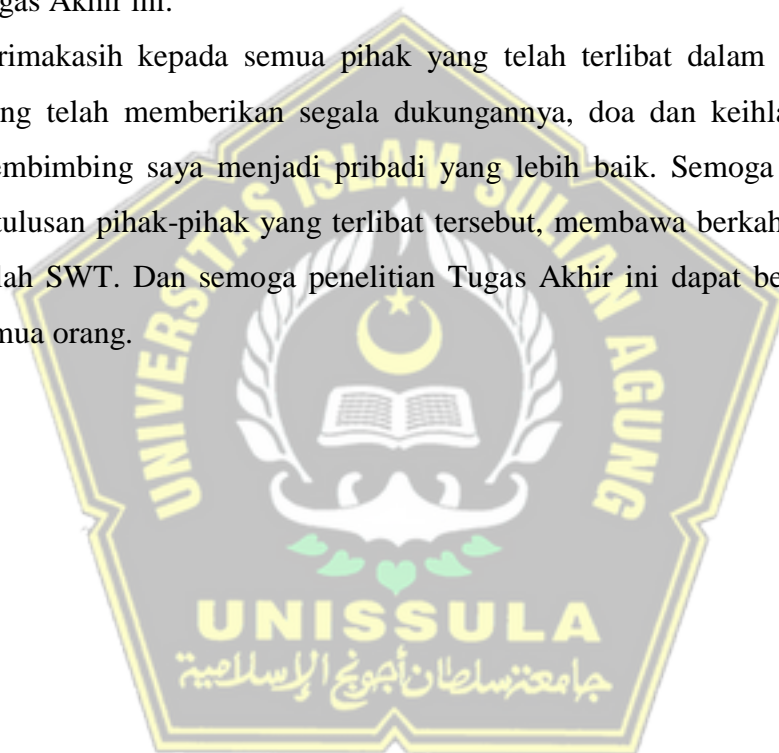 gas Akhir ini.
rimakasih kepada semua pihak yang telah terlibat dalam
ng telah memberikan segala dukungannya, doa dan keihla
embimbing saya menjadi pribadi yang lebih baik. Semoga
tulusan pihak-pihak yang terlibat tersebut, membawa berkah
lah SWT. Dan semoga penelitian Tugas Akhir ini dapat be
mua orang.
UNIVERSITAS ISLAM SULTAN AGUNG
UNISSULA
جامعة سلطان أجونج الإسلامية